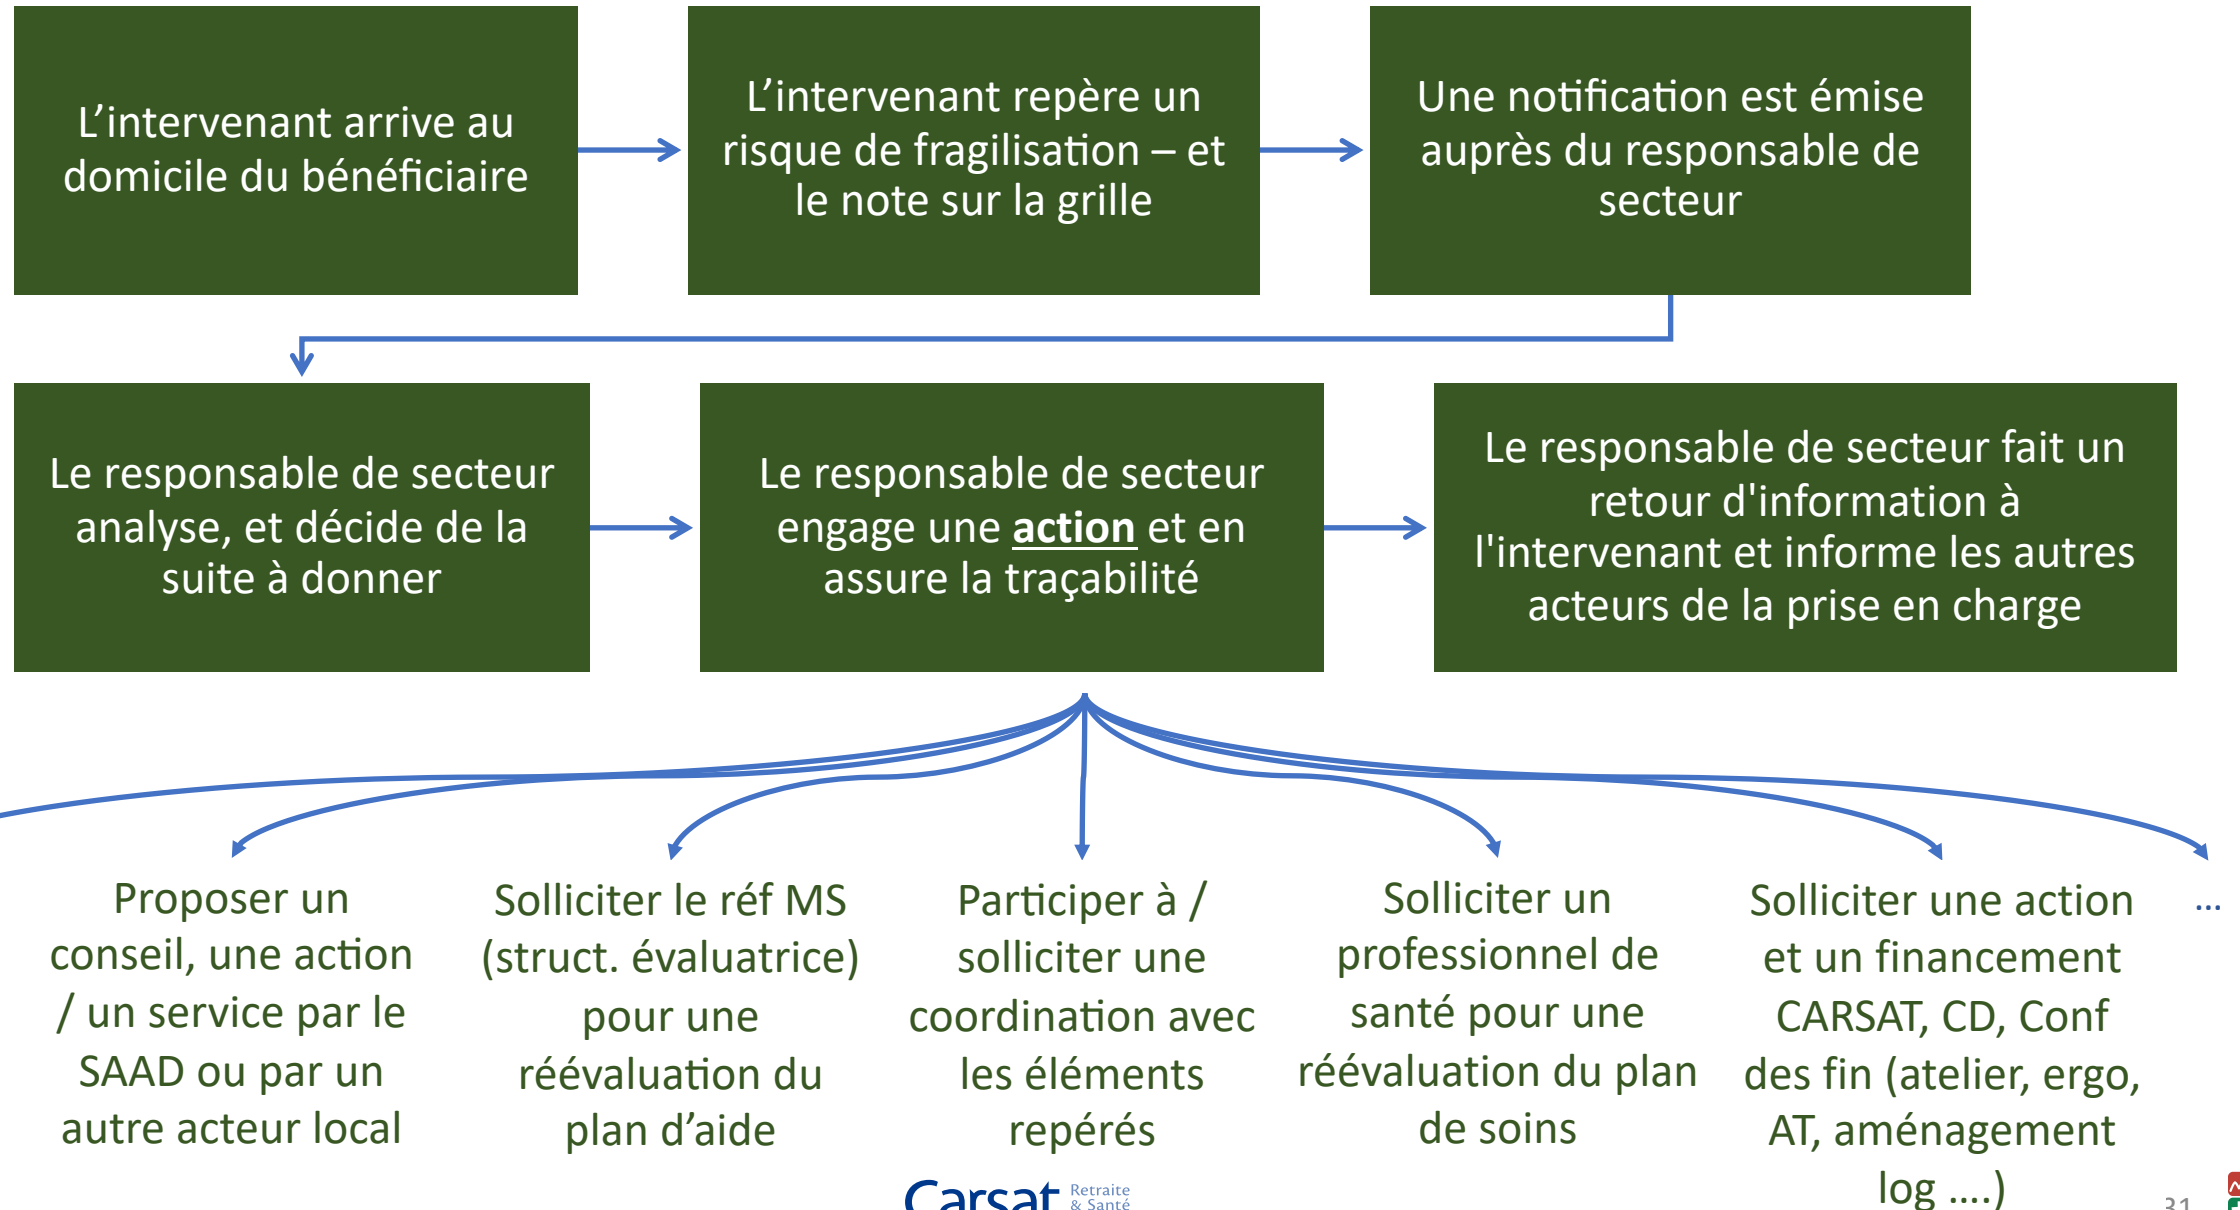 L’intervenant arrive au
domicile du bénéficiaire
L’intervenant repère un
risque de fragilisation – et
le note sur la grille
Une notification est émise
auprès du responsable de
secteur
Le responsable de secteur
analyse, et décide de la
suite à donner
Le responsable de secteur
engage une action et en
assure la traçabilité
Le responsable de secteur fait un
retour d'information à
l'intervenant et informe les autres
acteurs de la prise en charge
Proposer un
conseil, une action
/ un service par le
SAAD ou par un
autre acteur local
Solliciter le réf MS
(struct. évaluatrice)
pour une
réévaluation du
plan d’aide
Participer à /
solliciter une
coordination avec
les éléments
repérés
Solliciter un
professionnel de
santé pour une
réévaluation du plan
de soins
Solliciter une action
et un financement
CARSAT, CD, Conf
des fin (atelier, ergo,
AT, aménagement
log ....)
...
Carsat Retraite
& Santé
31